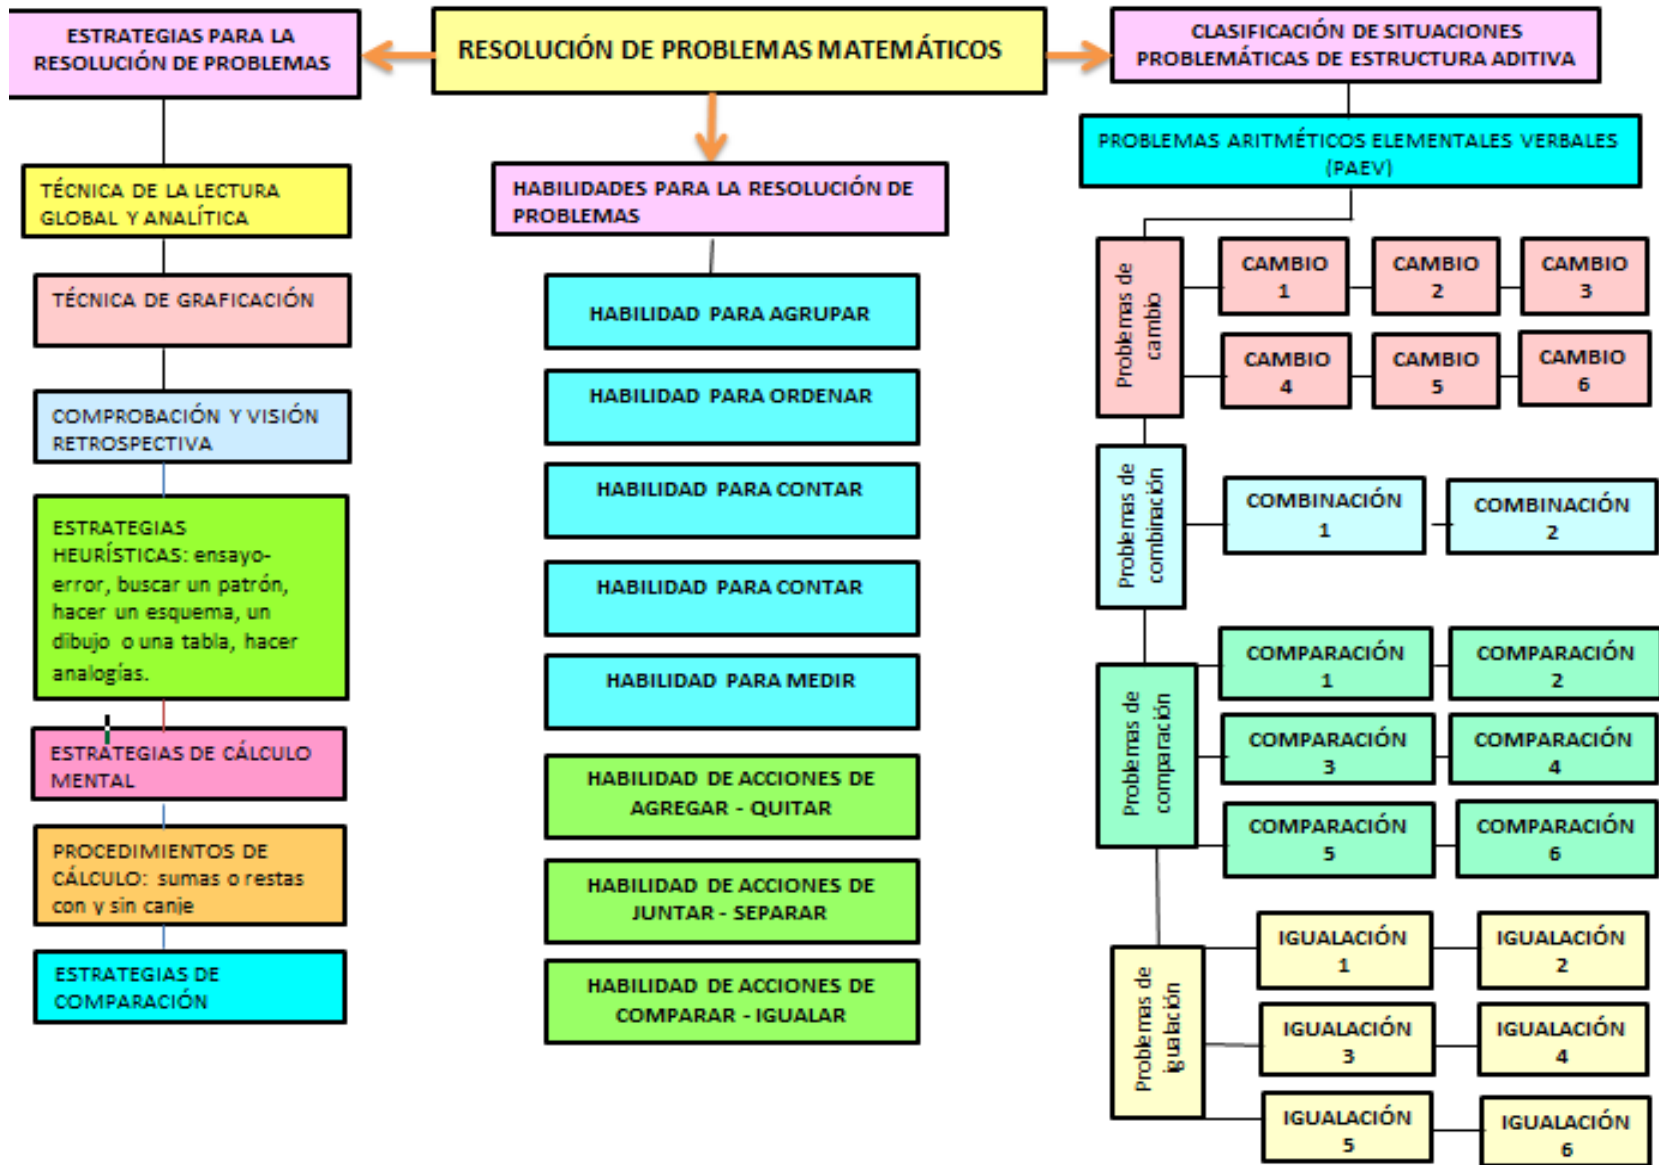 ESTRATEGIAS PARA LA
RESOLUCIÓN DE PROBLEMAS
RESOLUCIÓN DE PROBLEMAS MATEMÁTICOS
CLASIFICACIÓN DE SITUACIONES
PROBLEMÁTICAS DE ESTRUCTURA ADITIVA
TÉCNICA DE LA LECTURA
GLOBAL Y ANALÍTICA
TÉCNICA DE GRAFICACIÓN
COMPROBACIÓN Y VISIÓN
RETROSPECTIVA
ESTRATEGIAS
HEURÍSTICAS: ensayo-
error, buscar un patrón,
hacer un esquema, un
dibujo o una tabla, hacer
analogías.
ESTRATEGIAS DE CÁLCULO
MENTAL
PROCEDIMIENTOS DE
CÁLCULO: sumas o restas
con y sin canje
ESTRATEGIAS DE
COMPARACIÓN
HABILIDADES PARA LA RESOLUCIÓN DE
PROBLEMAS
HABILIDAD PARA AGRUPAR
HABILIDAD PARA ORDENAR
HABILIDAD PARA CONTAR
HABILIDAD PARA CONTAR
HABILIDAD PARA MEDIR
HABILIDAD DE ACCIONES DE
AGREGAR - QUITAR
HABILIDAD DE ACCIONES DE
JUNTAR - SEPARAR
HABILIDAD DE ACCIONES DE
COMPARAR - IGUALAR
PROBLEMAS ARITMÉTICOS ELEMENTALES VERBALES
(PAEV)
Problemas de
cambio
CAMBIO
1
CAMBIO
2
CAMBIO
3
CAMBIO
4
CAMBIO
5
CAMBIO
6
Problemas de
combinación
COMBINACIÓN
1
COMBINACIÓN
2
Problemas de
comparación
COMPARACIÓN
1
COMPARACIÓN
2
COMPARACIÓN
3
COMPARACIÓN
4
COMPARACIÓN
5
COMPARACIÓN
6
Problemas de
igualación
IGUALACIÓN
1
IGUALACIÓN
2
IGUALACIÓN
3
IGUALACIÓN
4
IGUALACIÓN
5
IGUALACIÓN
6